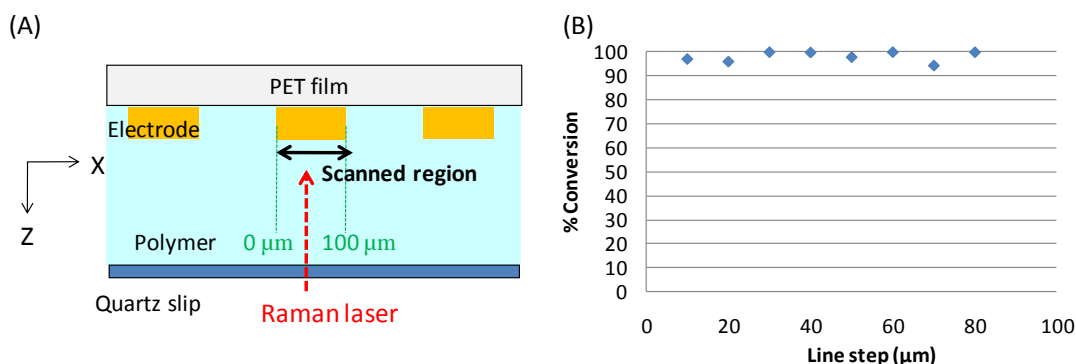 (A)
PET film
Electrode
X
Scanned region
Z
Polymer 0 µm 100 µm
Quartz slip
Raman laser
(B)
% Conversion
100
90
80
70
60
50
40
30
20
10
0
0 20 40 60 80 100
Line step (µm)